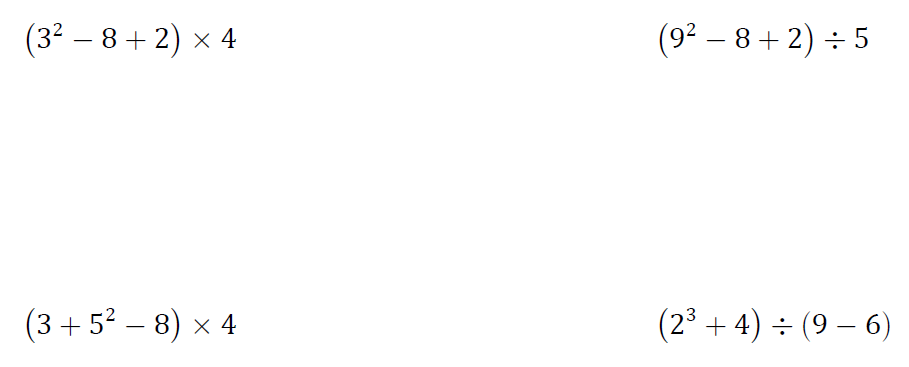 (3² − 8 + 2) × 4
(9² − 8 + 2) ÷ 5
(3 + 5² − 8) × 4
(2³ + 4) ÷ (9 − 6)